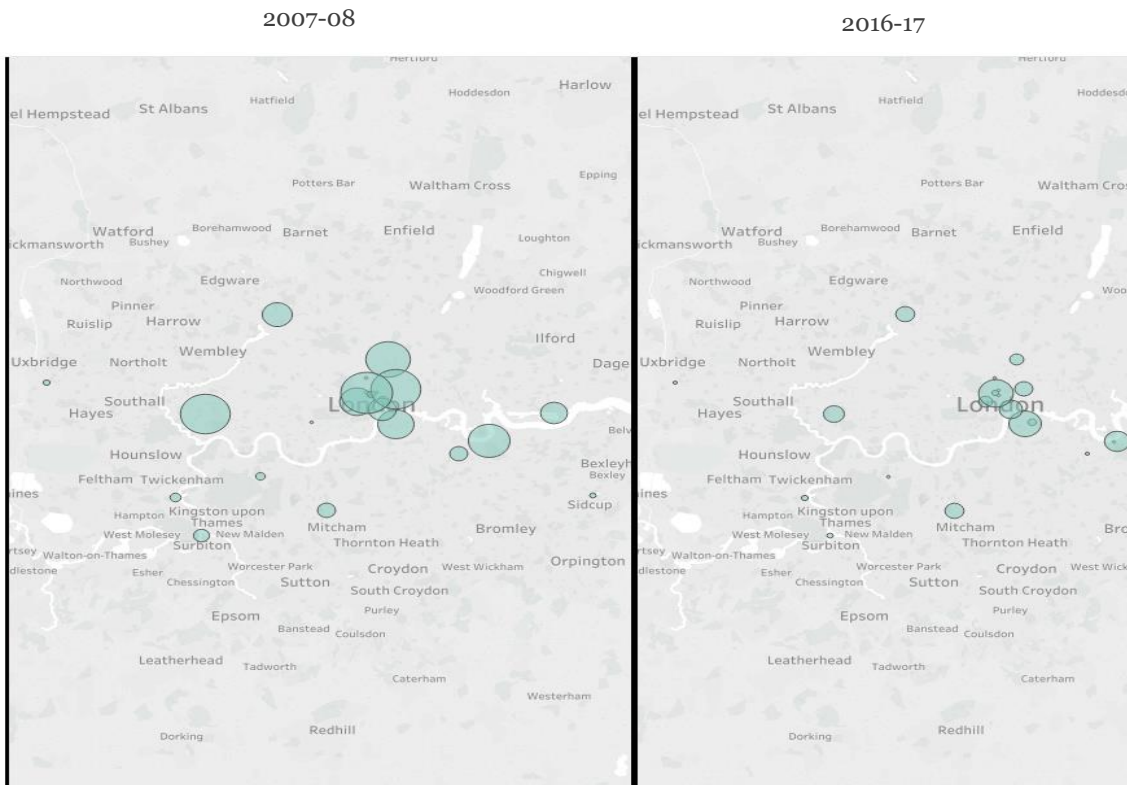 2007-08
2016-17
Hertford
Harlow
Hatfield
Hoddesdon
St Albans
el Hempstead
Epping
Potters Bar
Waltham Cross
Watford
Borehamwood
Barnet
Enfield
ickmansworth
Bushey
Loughton
Chigwell
Northwood
Edgware
Woodford Green
Pinner
Ruislip
Harrow
Ilford
Wembley
Uxbridge
Northolt
Dage
Southall
Hayes
London
Belv
Hounslow
Bexleyh
Bexley
Feltham
Twickenham
ines
Sidcup
Hampton
Kingston upon
Thames
Mitcham
Bromley
West Molesey
New Malden
Surbiton
Thornton Heath
rtsey
Walton-on-Thames
Orpington
dlestone
Esher
Worcester Park
Croydon
West Wickham
Chessington
Sutton
South Croydon
Purley
Epsom
Banstead
Coulsdon
Leatherhead
Tadworth
Caterham
Westerham
Redhill
Dorking
Hertford
Hatfield
Hoddesd
St Albans
el Hempstead
Potters Bar
Waltham Cros
Watford
Borehamwood
Barnet
Enfield
ickmansworth
Bushey
Northwood
Edgware
Woo
Pinner
Ruislip
Harrow
Wembley
Uxbridge
Northolt
Southall
Hayes
London
Hounslow
Feltham
Twickenham
ines
Hampton
Kingston upon
Thames
Mitcham
Bro
West Molesey
New Malden
Surbiton
Thornton Heath
rtsey
Walton-on-Thames
dlestone
Esher
Worcester Park
Croydon
West Wick
Chessington
Sutton
South Croydon
Purley
Epsom
Banstead
Coulsdon
Leatherhead
Tadworth
Caterham
Redhill
Dorking